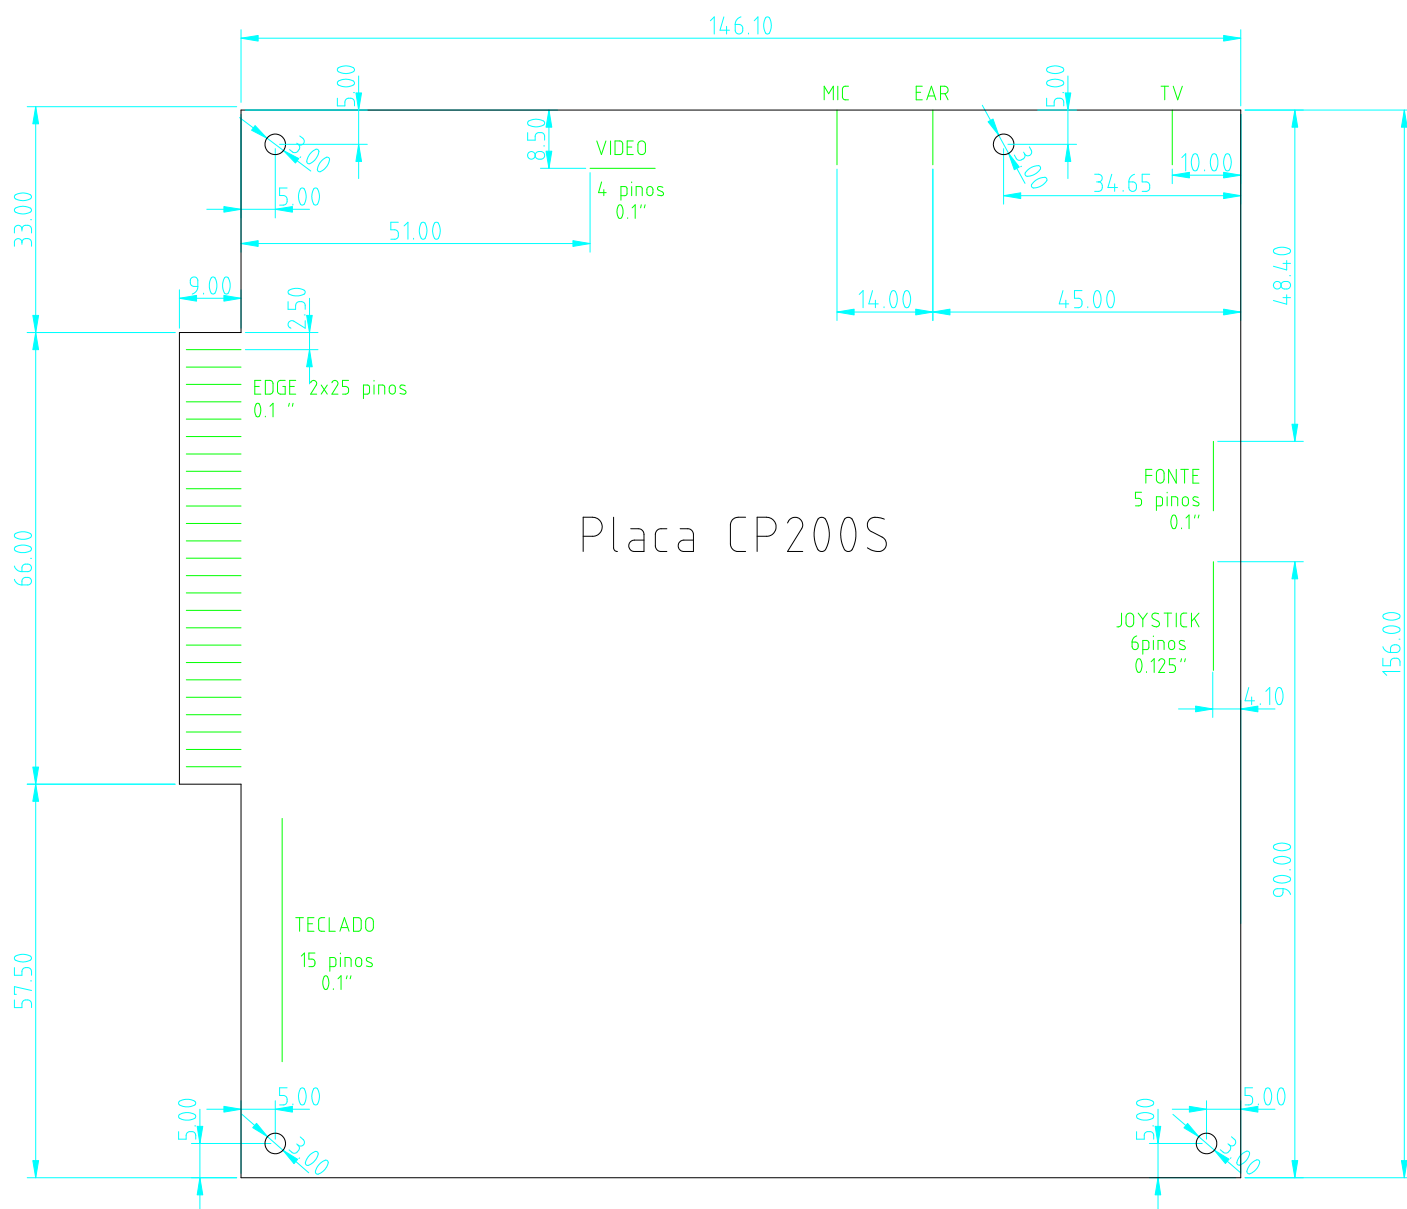 146.10
5,00
MIC
EAR
5,00
TV
8.50
VIDEO
3,00
3,00
10.00
4 pinos
0.1"
34.65
5,00
33.00
51.00
48.40
9.00
2,50
14.00
45.00
EDGE 2x25 pinos
0.1 "
FONTE
5 pinos
0.1"
Placa CP200S
66.00
JOYSTICK
6pinos
0.125"
156.00
4,10
90.00
TECLADO
15 pinos
0.1"
57.50
5,00
5,00
5,00
5,00
3,00
3,00